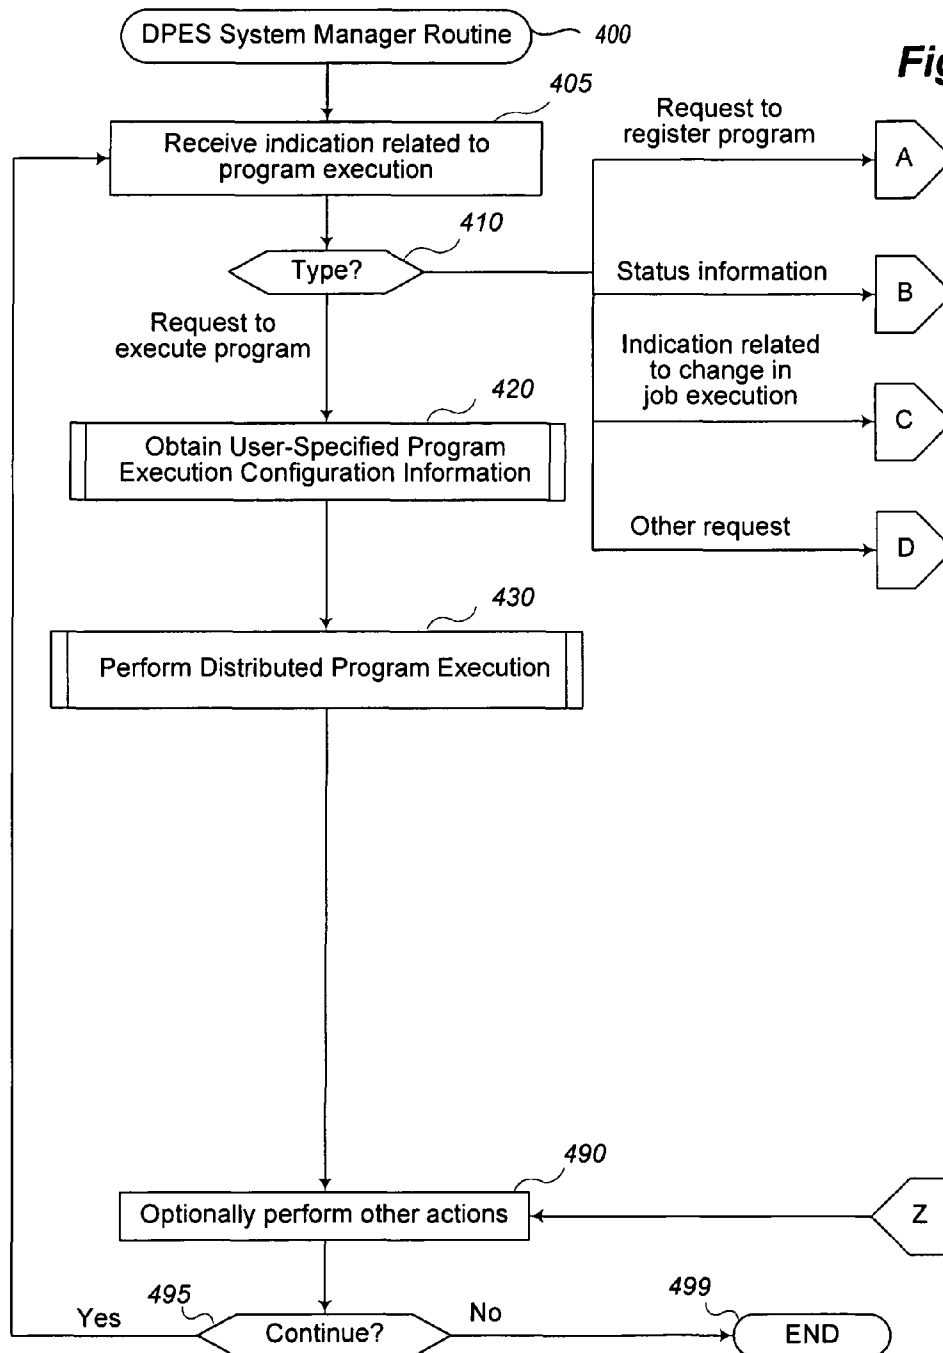 DPES System Manager Routine
400
Fig
405
Receive indication related to
program execution
Request to
register program
A
410
Type?
Status information
B
Request to
execute program
Indication related
to change in
job execution
C
420
Obtain User-Specified Program
Execution Configuration Information
Other request
D
430
Perform Distributed Program Execution
490
Optionally perform other actions
Z
495
Yes
Continue?
No
499
END